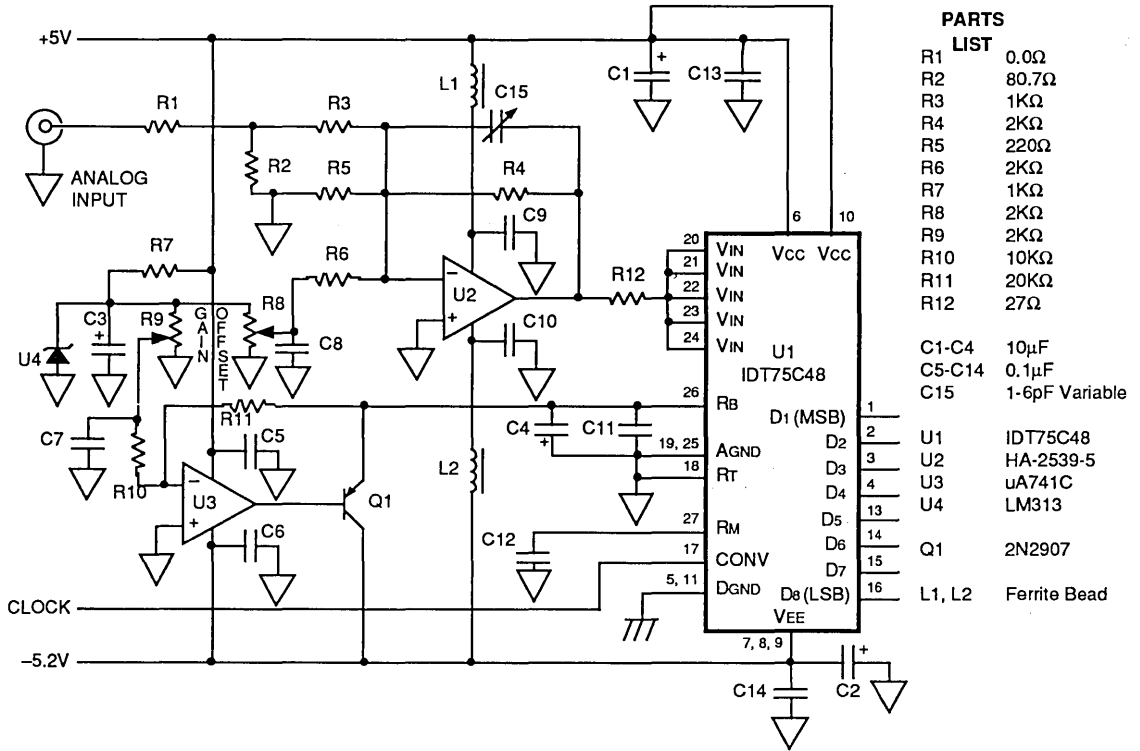 +5V
C1
+
C13
L1
C15
R1
R3
R2
R5
R4
ANALOG
INPUT
C9
6
10
VCC
VCC
R7
R6
R12
20
VIN
21
VIN
22
VIN
23
VIN
24
VIN
−
U2
+
C10
U4
C3
+
R9
GAIN
OFFSET
R8
C8
U1
IDT75C48
26
RB
R11
C7
R10
C5
C4
+
C11
19, 25
AGND
18
RT
L2
−
U3
+
Q1
C6
C12
27
RM
17
CONV
5, 11
DGND
D1 (MSB)
1
D2
2
D3
3
D4
4
D5
13
D6
14
D7
15
D8 (LSB)
16
VEE
7, 8, 9
CLOCK
–5.2V
C14
C2
+
PARTS
LIST
R1 0.0Ω
R2 80.7Ω
R3 1KΩ
R4 2KΩ
R5 220Ω
R6 2KΩ
R7 1KΩ
R8 2KΩ
R9 2KΩ
R10 10KΩ
R11 20KΩ
R12 27Ω
C1-C4 10µF
C5-C14 0.1µF
C15 1-6pF Variable
U1 IDT75C48
U2 HA-2539-5
U3 uA741C
U4 LM313
Q1 2N2907
L1, L2 Ferrite Bead